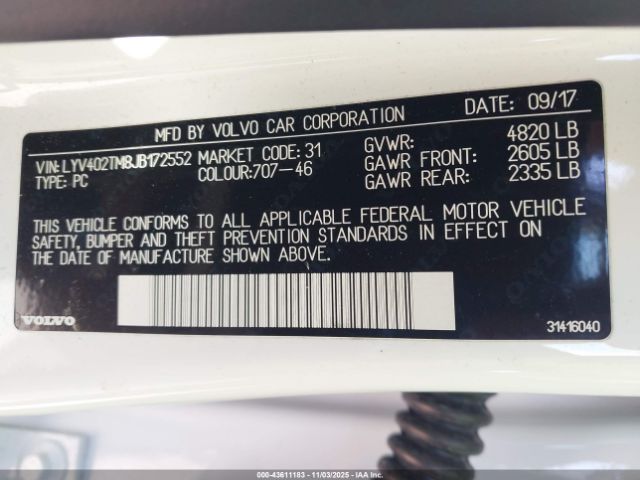 MFD BY VOLVO CAR CORPORATION DATE: 09/17
VIN: LYV402TM8JB172552 MARKET CODE: 31 GVWR: 4820 LB
TYPE: PC COLOUR:707-46 GAWR FRONT: 2605 LB
GAWR REAR: 2335 LB
THIS VEHICLE CONFORMS TO ALL APPLICABLE FEDERAL MOTOR VEHICLE
SAFETY, BUMPER AND THEFT PREVENTION STANDARDS IN EFFECT ON
THE DATE OF MANUFACTURE SHOWN ABOVE.
VOLVO 31416040
000-43611183 - 11/03/2025 - IAAI, Inc.